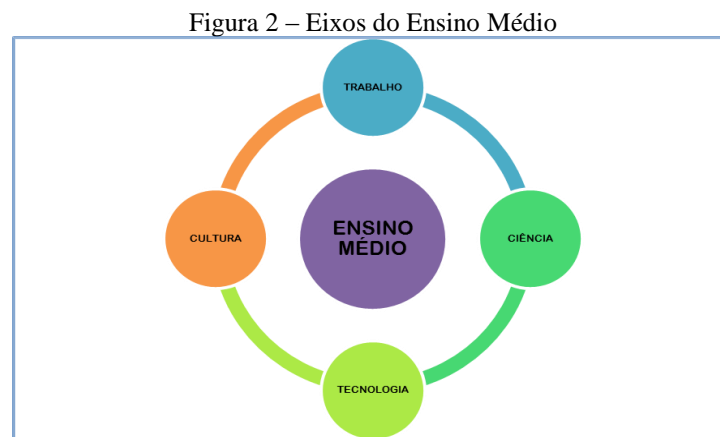 Figura 2 – Eixos do Ensino Médio
TRABALHO
CULTURA
ENSINO
MÉDIO
CIÊNCIA
TECNOLOGIA